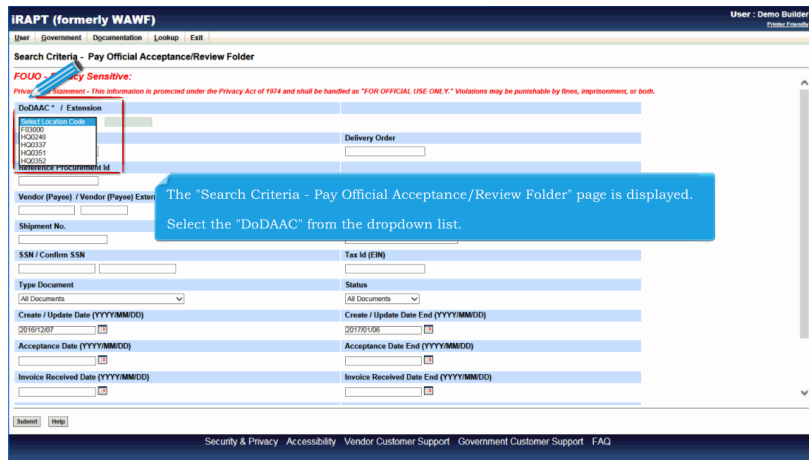 iRAPT (formerly WAWF)
User : Demo Builder
Printer Friendly
User Government Documentation Lookup Exit
Search Criteria - Pay Official Acceptance/Review Folder
FOUO - Sensitive:
Statement - This information is protected under the Privacy Act of 1974 and shall be handled as "FOR OFFICIAL USE ONLY." Violations may be punishable by fines, imprisonment, or both.
DoDAAC * / Extension
Select Location Code
F03000
HQ0248
HQ0337
HQ0351
HQ0352
Delivery Order
Reference Procurement Id
Vendor (Payee) / Vendor (Payee) Exten
The "Search Criteria - Pay Official Acceptance/Review Folder" page is displayed.
Select the "DoDAAC" from the dropdown list.
Shipment No.
SSN / Confirm SSN Tax Id (EIN)
Type Document Status
All Documents All Documents
Create / Update Date (YYYY/MM/DD) Create / Update Date End (YYYY/MM/DD)
2016/12/07 2017/01/06
Acceptance Date (YYYY/MM/DD) Acceptance Date End (YYYY/MM/DD)
Invoice Received Date (YYYY/MM/DD) Invoice Received Date End (YYYY/MM/DD)
Submit Help
Security & Privacy Accessibility Vendor Customer Support Government Customer Support FAQ